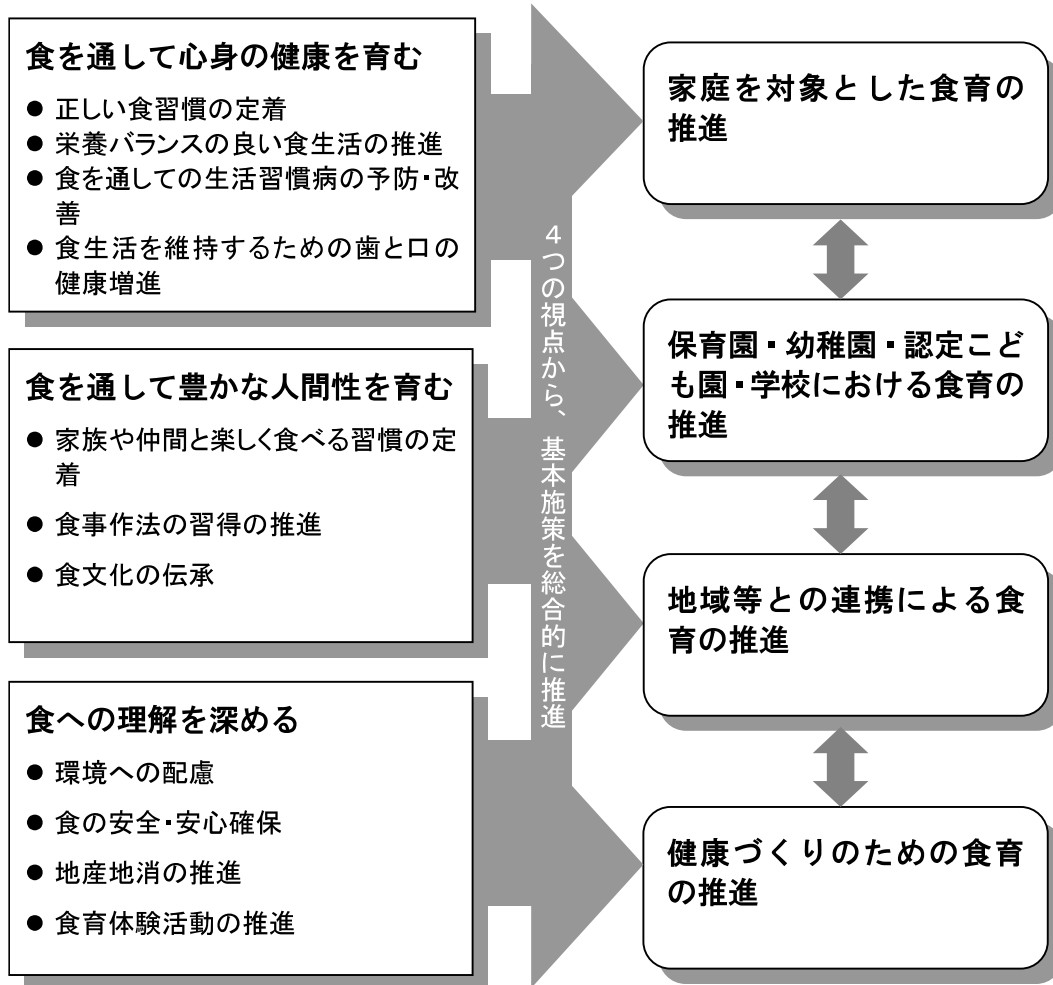 食を通して心身の健康を育む
● 正しい食習慣の定着
● 栄養バランスの良い食生活の推進
● 食を通しての生活習慣病の予防・改
善
● 食生活を維持するための歯と口の
健康増進
食を通して豊かな人間性を育む
● 家族や仲間と楽しく食べる習慣の定
着
● 食事作法の習得の推進
● 食文化の伝承
食への理解を深める
● 環境への配慮
● 食の安全・安心確保
● 地産地消の推進
● 食育体験活動の推進
4つの視点から、基本施策を総合的に推進
家庭を対象とした食育の
推進
保育園・幼稚園・認定こど
も園・学校における食育の
推進
地域等との連携による食
育の推進
健康づくりのための食育
の推進